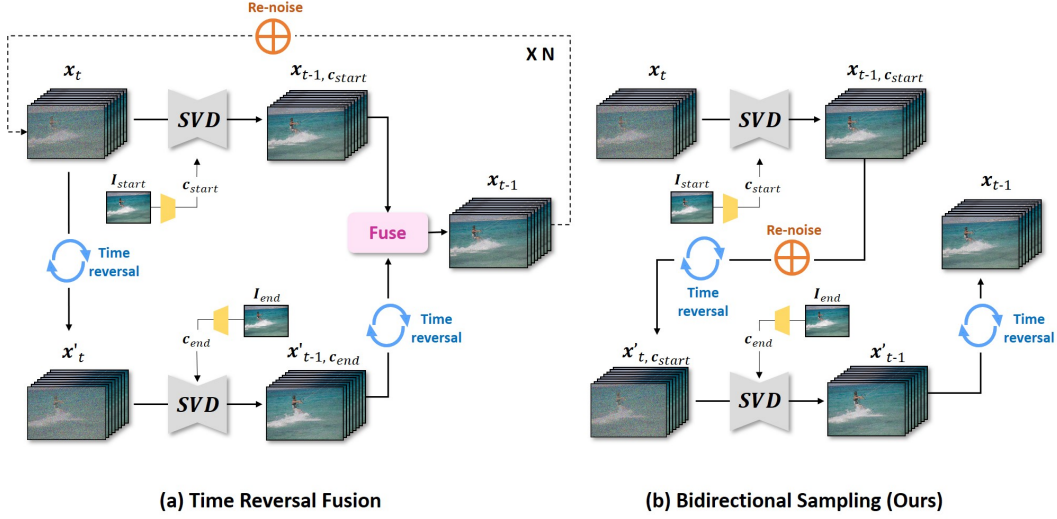 Re-noise
X N
x_t
SVD
x_{t-1, c_{start}}
I_{start}
c_{start}
Time
reversal
Fuse
x_{t-1}
I_{end}
c_{end}
Time
reversal
x'_t
SVD
x'_{t-1, c_{end}}
(a) Time Reversal Fusion
x_t
SVD
x_{t-1, c_{start}}
I_{start}
c_{start}
x_{t-1}
Re-noise
Time
reversal
I_{end}
c_{end}
Time
reversal
x'_{t, c_{start}}
SVD
x'_{t-1}
(b) Bidirectional Sampling (Ours)